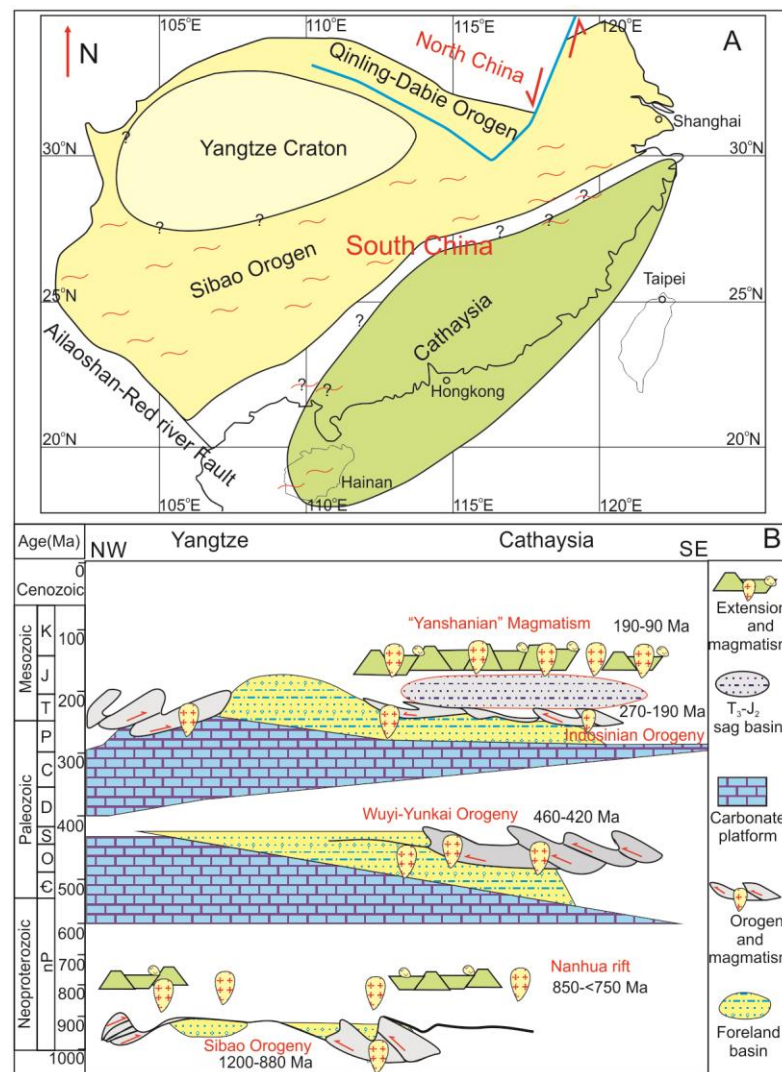 105°E
110°E
115°E
120°E
A
N
North China
Qinling-Dabie Orogen
Shanghai
30°N
30°N
?
Yangtze Craton
?
?
?
?
South China
Sibao Orogen
Taipei
25°N
25°N
?
Cathaysia
Ailaoshan-Red river Fault
? ?
Hongkong
20°N
20°N
Hainan
105°E
110°E
115°E
120°E
Age(Ma)
NW
Yangtze
Cathaysia
SE
B
0
Cenozoic
Mesozoic
K
J
T
100
200
"Yanshanian" Magmatism
190-90 Ma
270-190 Ma
Indosinian Orogeny
Paleozoic
P
C
D
S
O
Є
300
400
500
Wuyi-Yunkai Orogeny
460-420 Ma
Neoproterozoic
nP
600
700
800
900
1000
Nanhua rift
850-<750 Ma
Sibao Orogeny
1200-880 Ma
Extension
and
magmatism
T₃-J₂
sag basin
Carbonate
platform
Orogen
and
magmatism
Foreland
basin